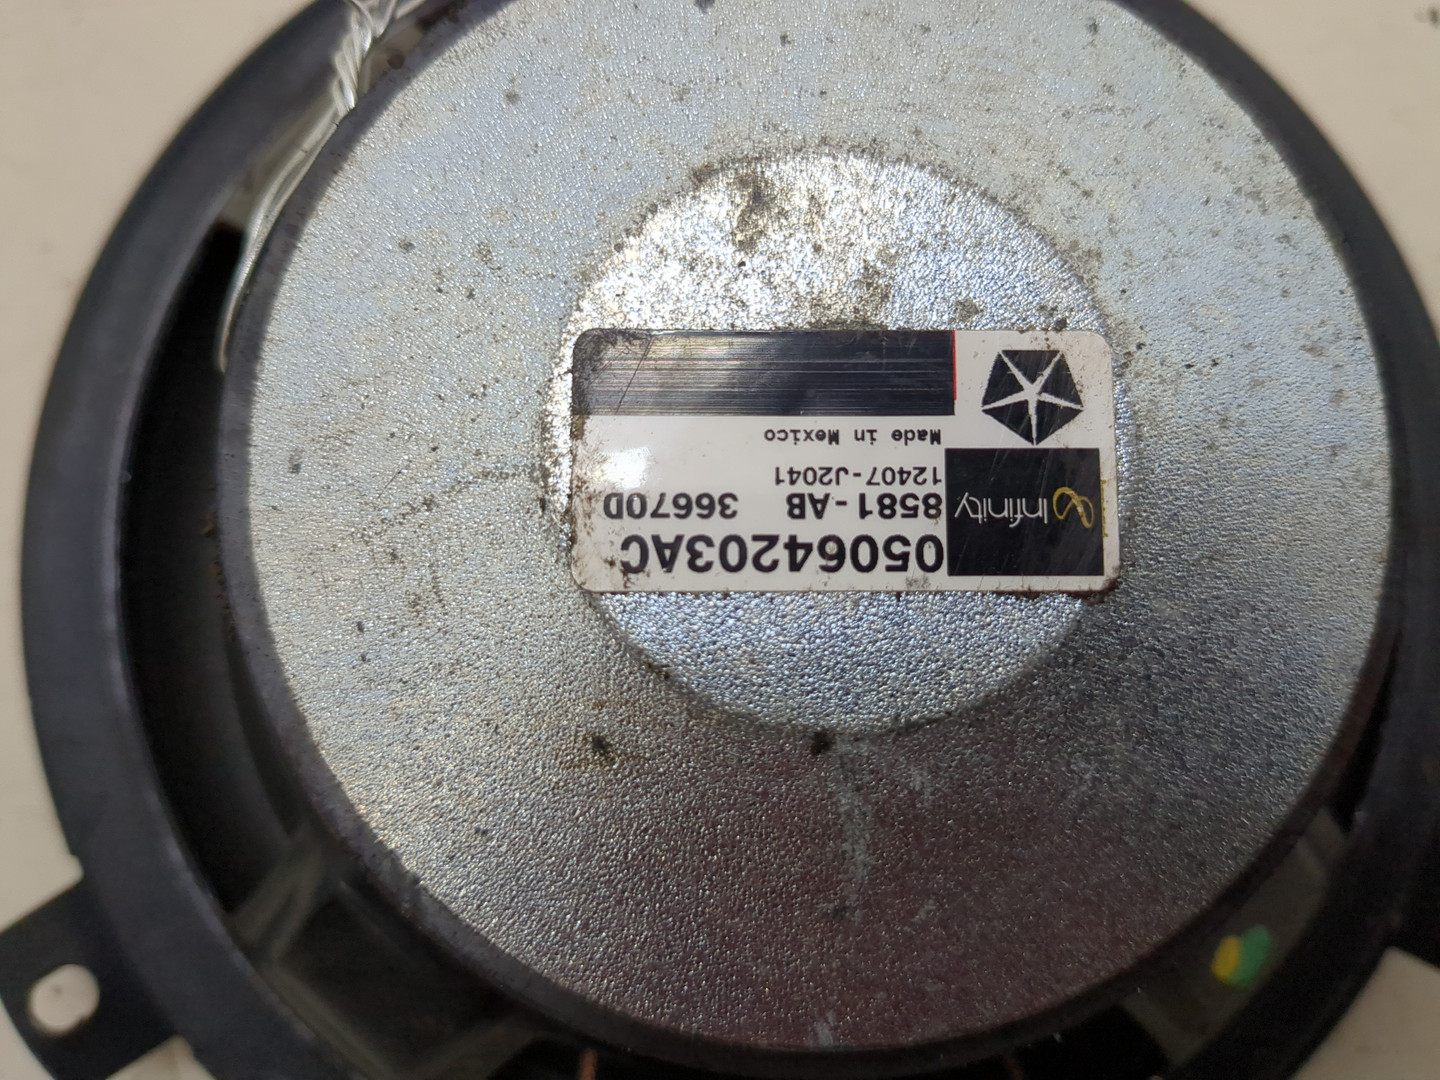 Infinity
05064203AC
8581-AB 36670D
12407-J2041
Made in Mexico